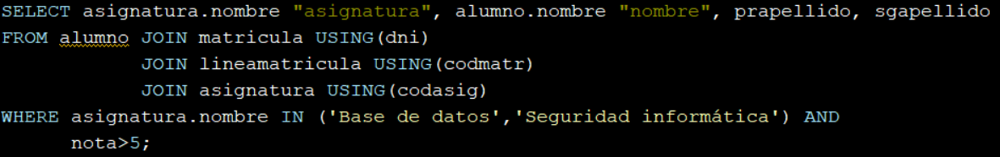 SELECT asignatura.nombre "asignatura", alumno.nombre "nombre", prapellido, sgapellido
FROM alumno JOIN matricula USING(dni)
JOIN lineamatricula USING(codmatr)
JOIN asignatura USING(codasig)
WHERE asignatura.nombre IN ('Base de datos','Seguridad informática') AND
nota>5;